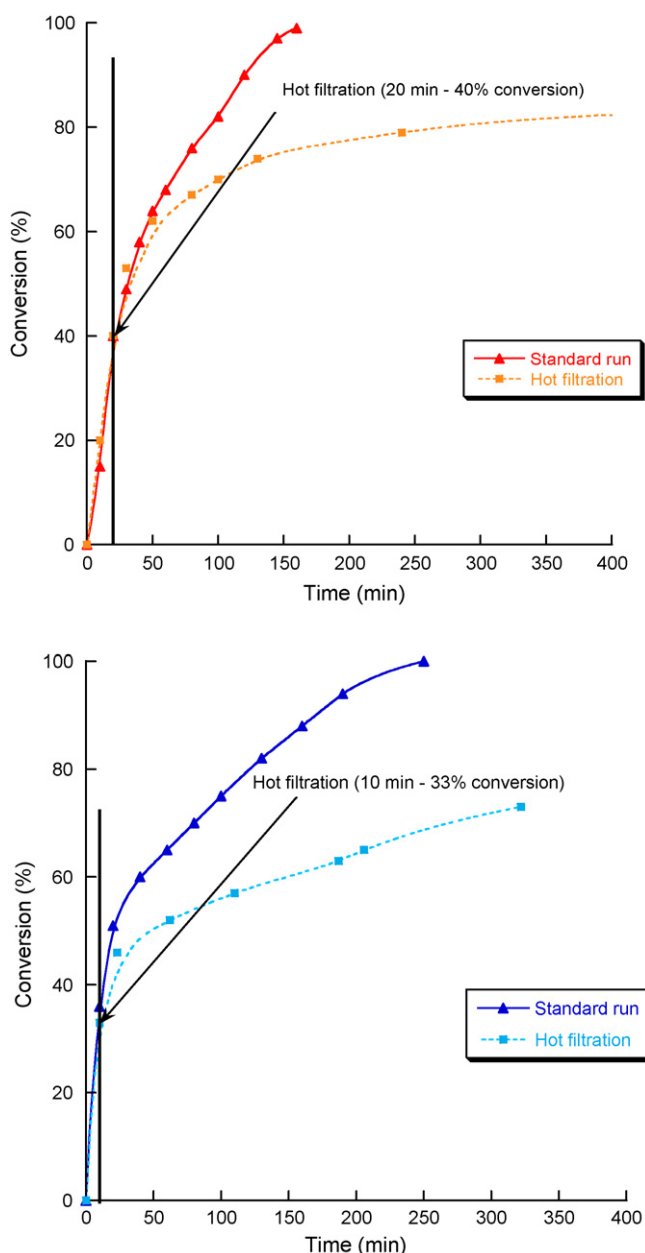 100
80
60
40
20
0
Conversion (%)
Hot filtration (20 min - 40% conversion)
Standard run
Hot filtration
0 50 100 150 200 250 300 350 400
Time (min)
100
80
60
40
20
0
Conversion (%)
Hot filtration (10 min - 33% conversion)
Standard run
Hot filtration
0 50 100 150 200 250 300 350 400
Time (min)